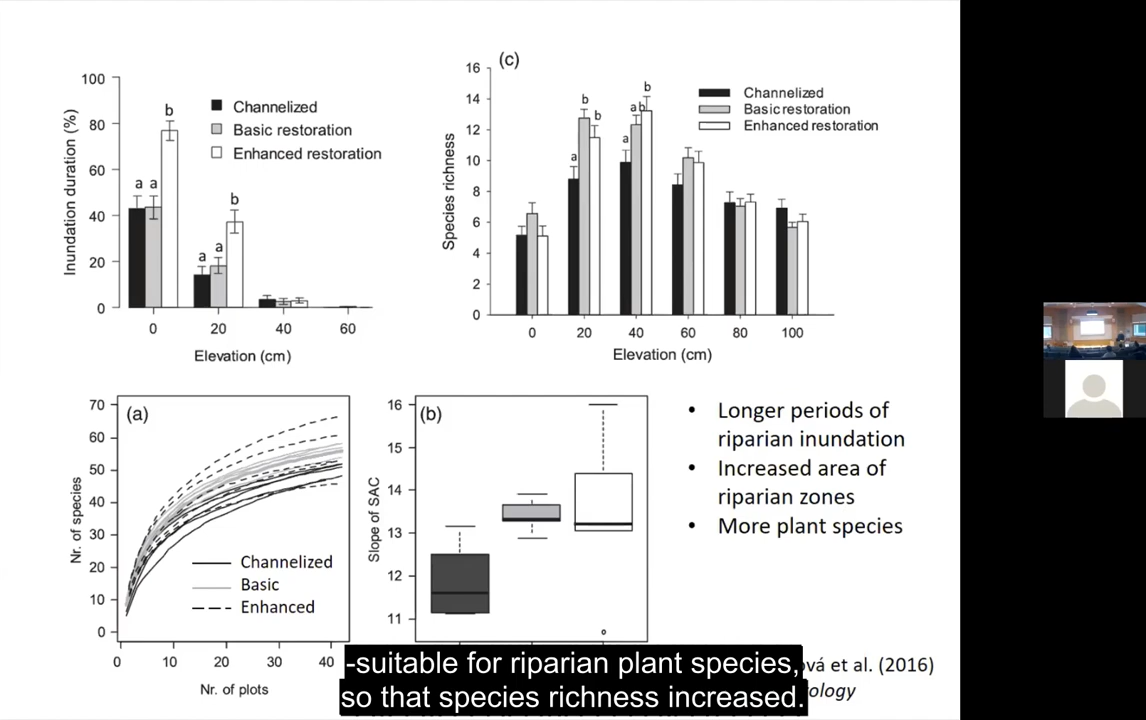 100
80
60
40
20
0
Inundation duration (%)
a a b
a a b
Channelized
Basic restoration
Enhanced restoration
0 20 40 60
Elevation (cm)
(c)
16
14
12
10
8
6
4
2
0
Species richness
a b b
a ab b
Channelized
Basic restoration
Enhanced restoration
0 20 40 60 80 100
Elevation (cm)
(a)
70
60
50
40
30
20
10
0
Nr. of species
Channelized
Basic
Enhanced
0 10 20 30 40
Nr. of plots
(b)
16
15
14
13
12
11
Slope of SAC
• Longer periods of
riparian inundation
• Increased area of
riparian zones
• More plant species
ová et al. (2016)
ology
-suitable for riparian plant species,
so that species richness increased.